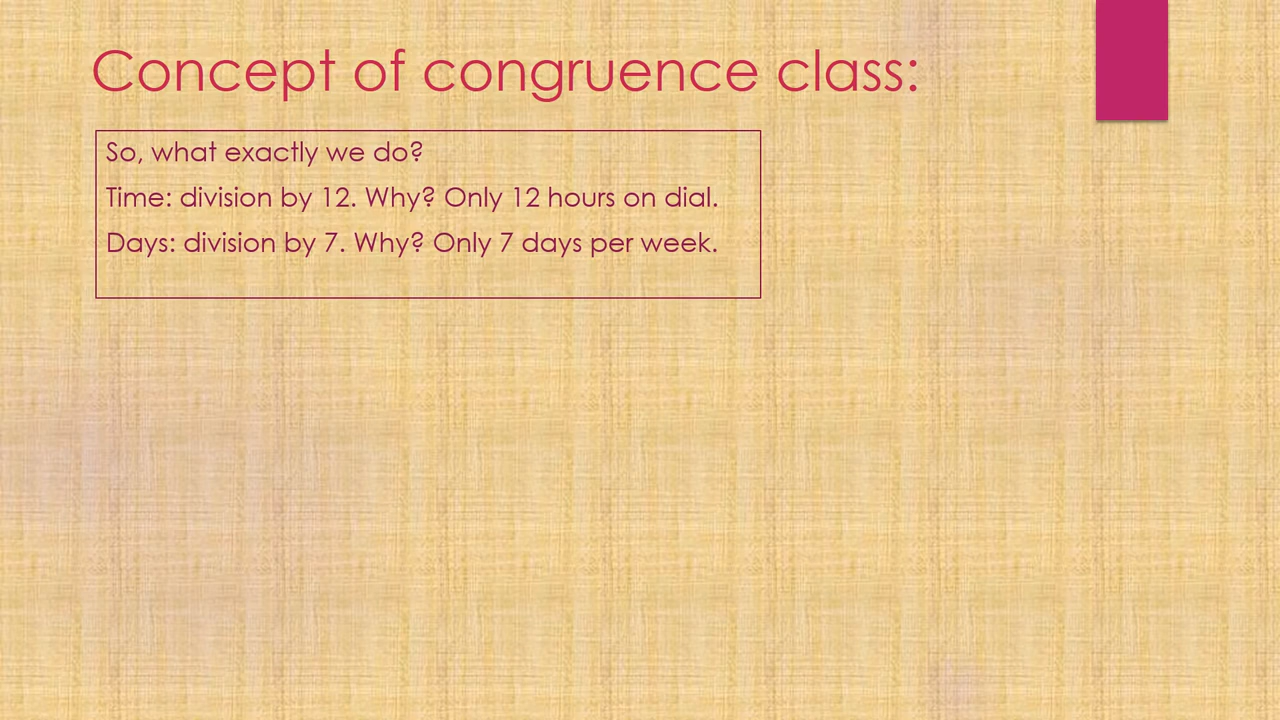 Concept of congruence class:
So, what exactly we do?
Time: division by 12. Why? Only 12 hours on dial.
Days: division by 7. Why? Only 7 days per week.